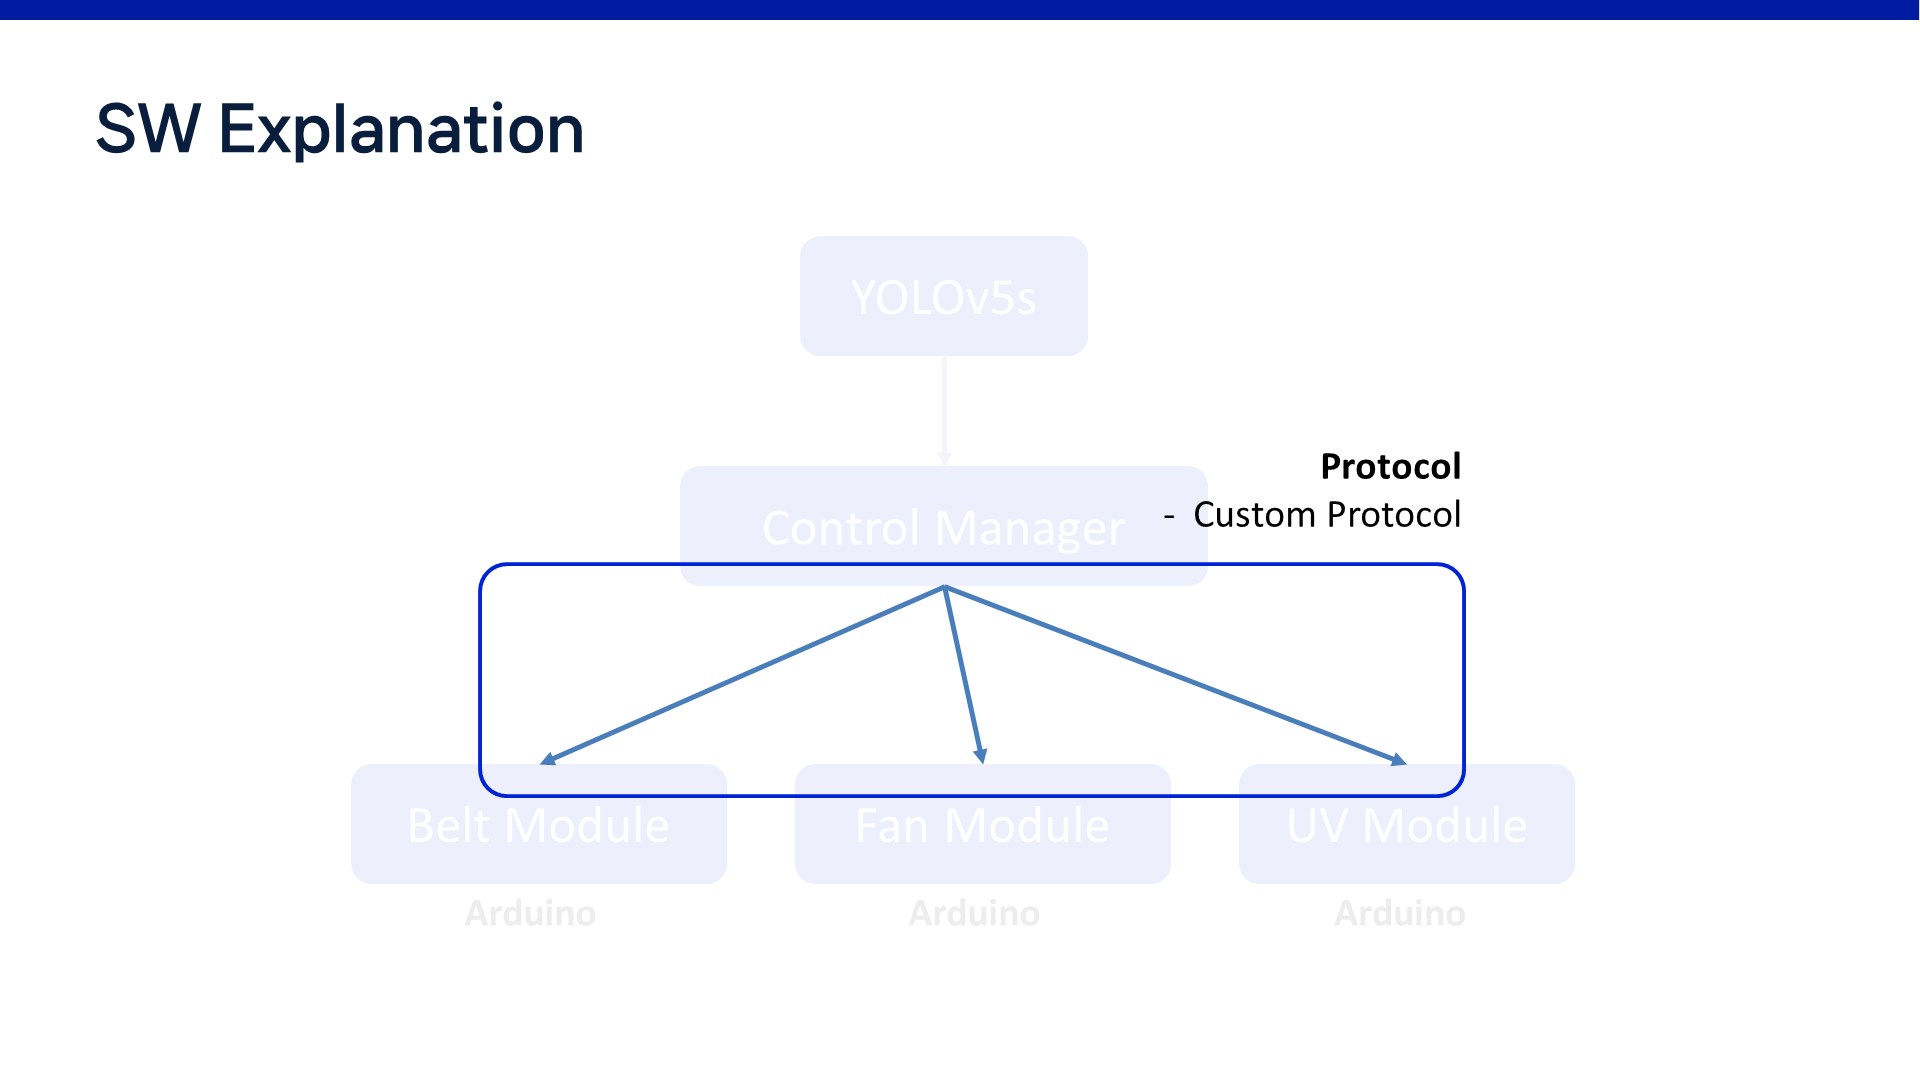 SW Explanation
YOLOv5s
Protocol
- Custom Protocol
Control Manager
Belt Module
Fan Module
UV Module
Arduino
Arduino
Arduino